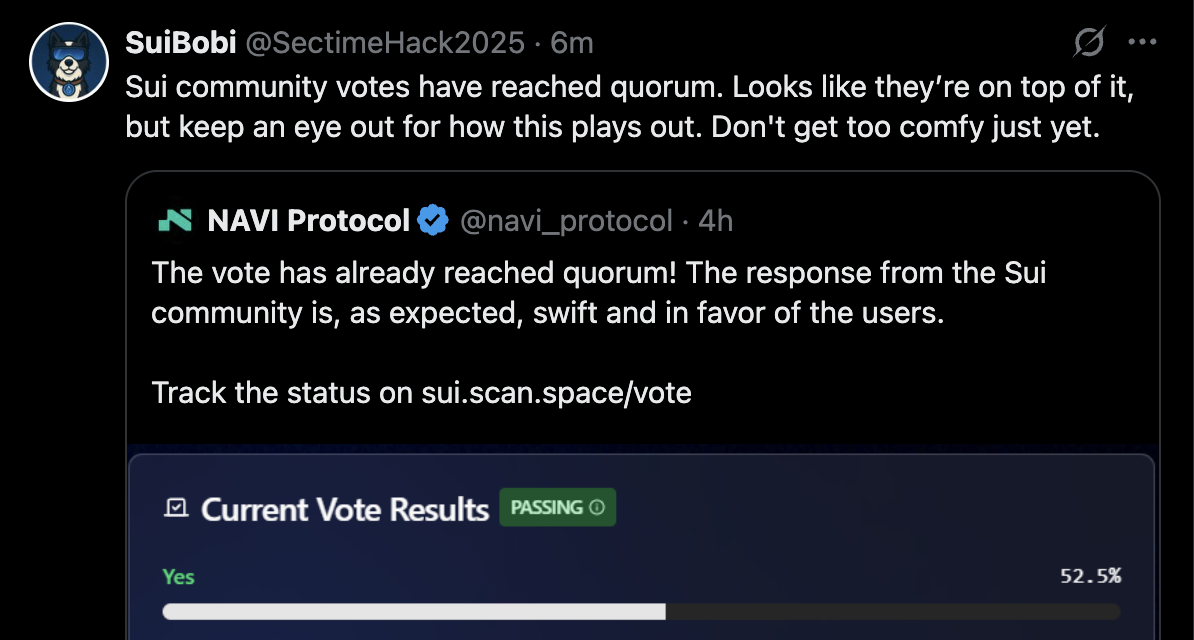 SuiBobi @SectimeHack2025 · 6m
Sui community votes have reached quorum. Looks like they’re on top of it,
but keep an eye out for how this plays out. Don't get too comfy just yet.
NAVI Protocol @navi_protocol · 4h
The vote has already reached quorum! The response from the Sui
community is, as expected, swift and in favor of the users.
Track the status on sui.scan.space/vote
Current Vote Results PASSING
Yes 52.5%